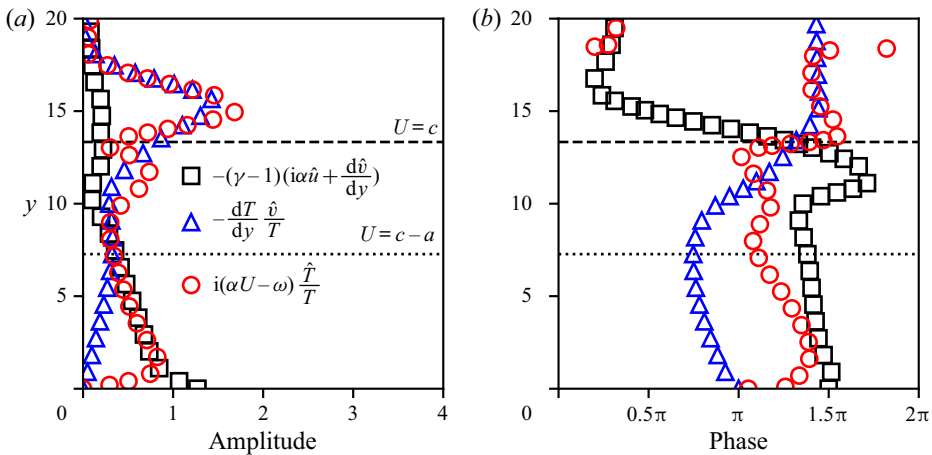 (a)
20
15
10
5
0
y
U = c
−(γ−1)(iαû + dv̂/dy)
−dT/dy v̂/T
U = c−a
i(αU−ω) T̂/T
0 1 2 3 4
Amplitude
(b)
20
15
10
5
0
0.5π π 1.5π 2π
Phase